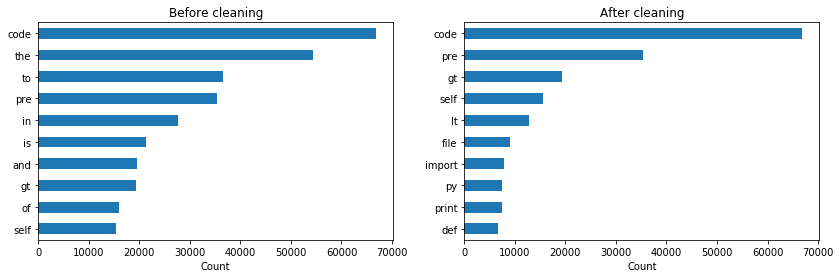 Before cleaning
code
the
to
pre
in
is
and
gt
of
self
0 10000 20000 30000 40000 50000 60000 70000
Count
After cleaning
code
pre
gt
self
lt
file
import
py
print
def
0 10000 20000 30000 40000 50000 60000 70000
Count